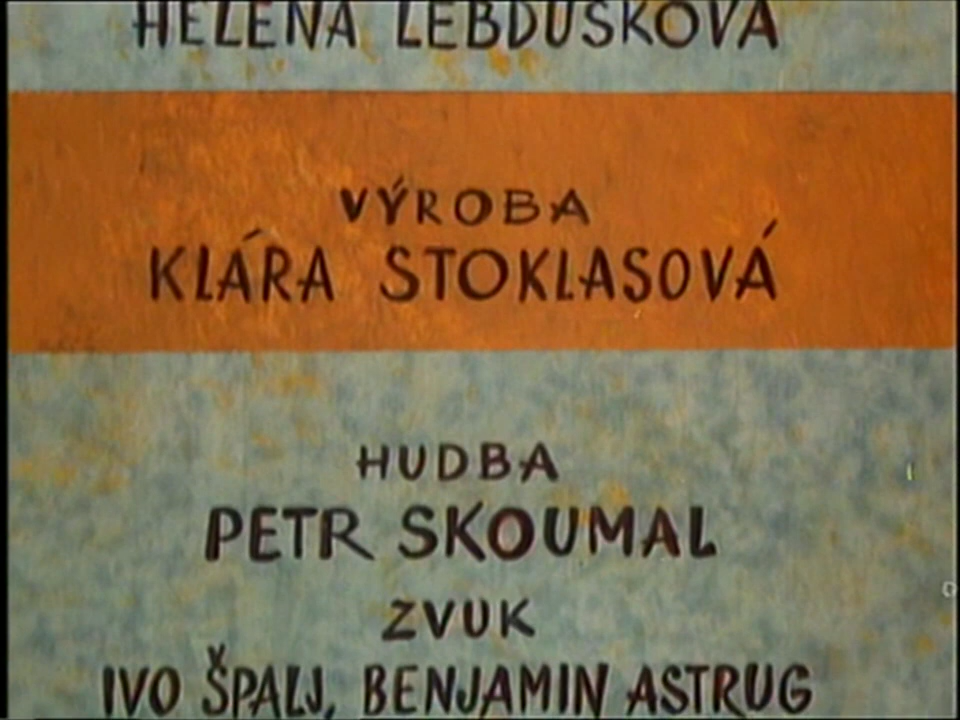 HELENA LEBDUŠKOVÁ
VÝROBA
KLÁRA STOKLASOVÁ
HUDBA
PETR SKOUMAL
ZVUK
IVO ŠPALJ, BENJAMIN ASTRUG